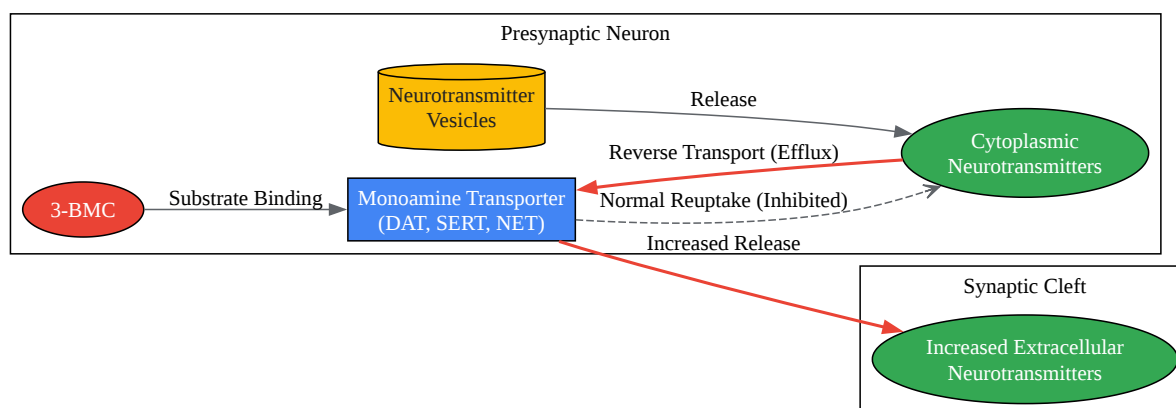 Presynaptic Neuron
Neurotransmitter
Vesicles
Release
Cytoplasmic
Neurotransmitters
Reverse Transport (Efflux)
3-BMC
Substrate Binding
Monoamine Transporter
(DAT, SERT, NET)
Normal Reuptake (Inhibited)
Increased Release
Synaptic Cleft
Increased Extracellular
Neurotransmitters